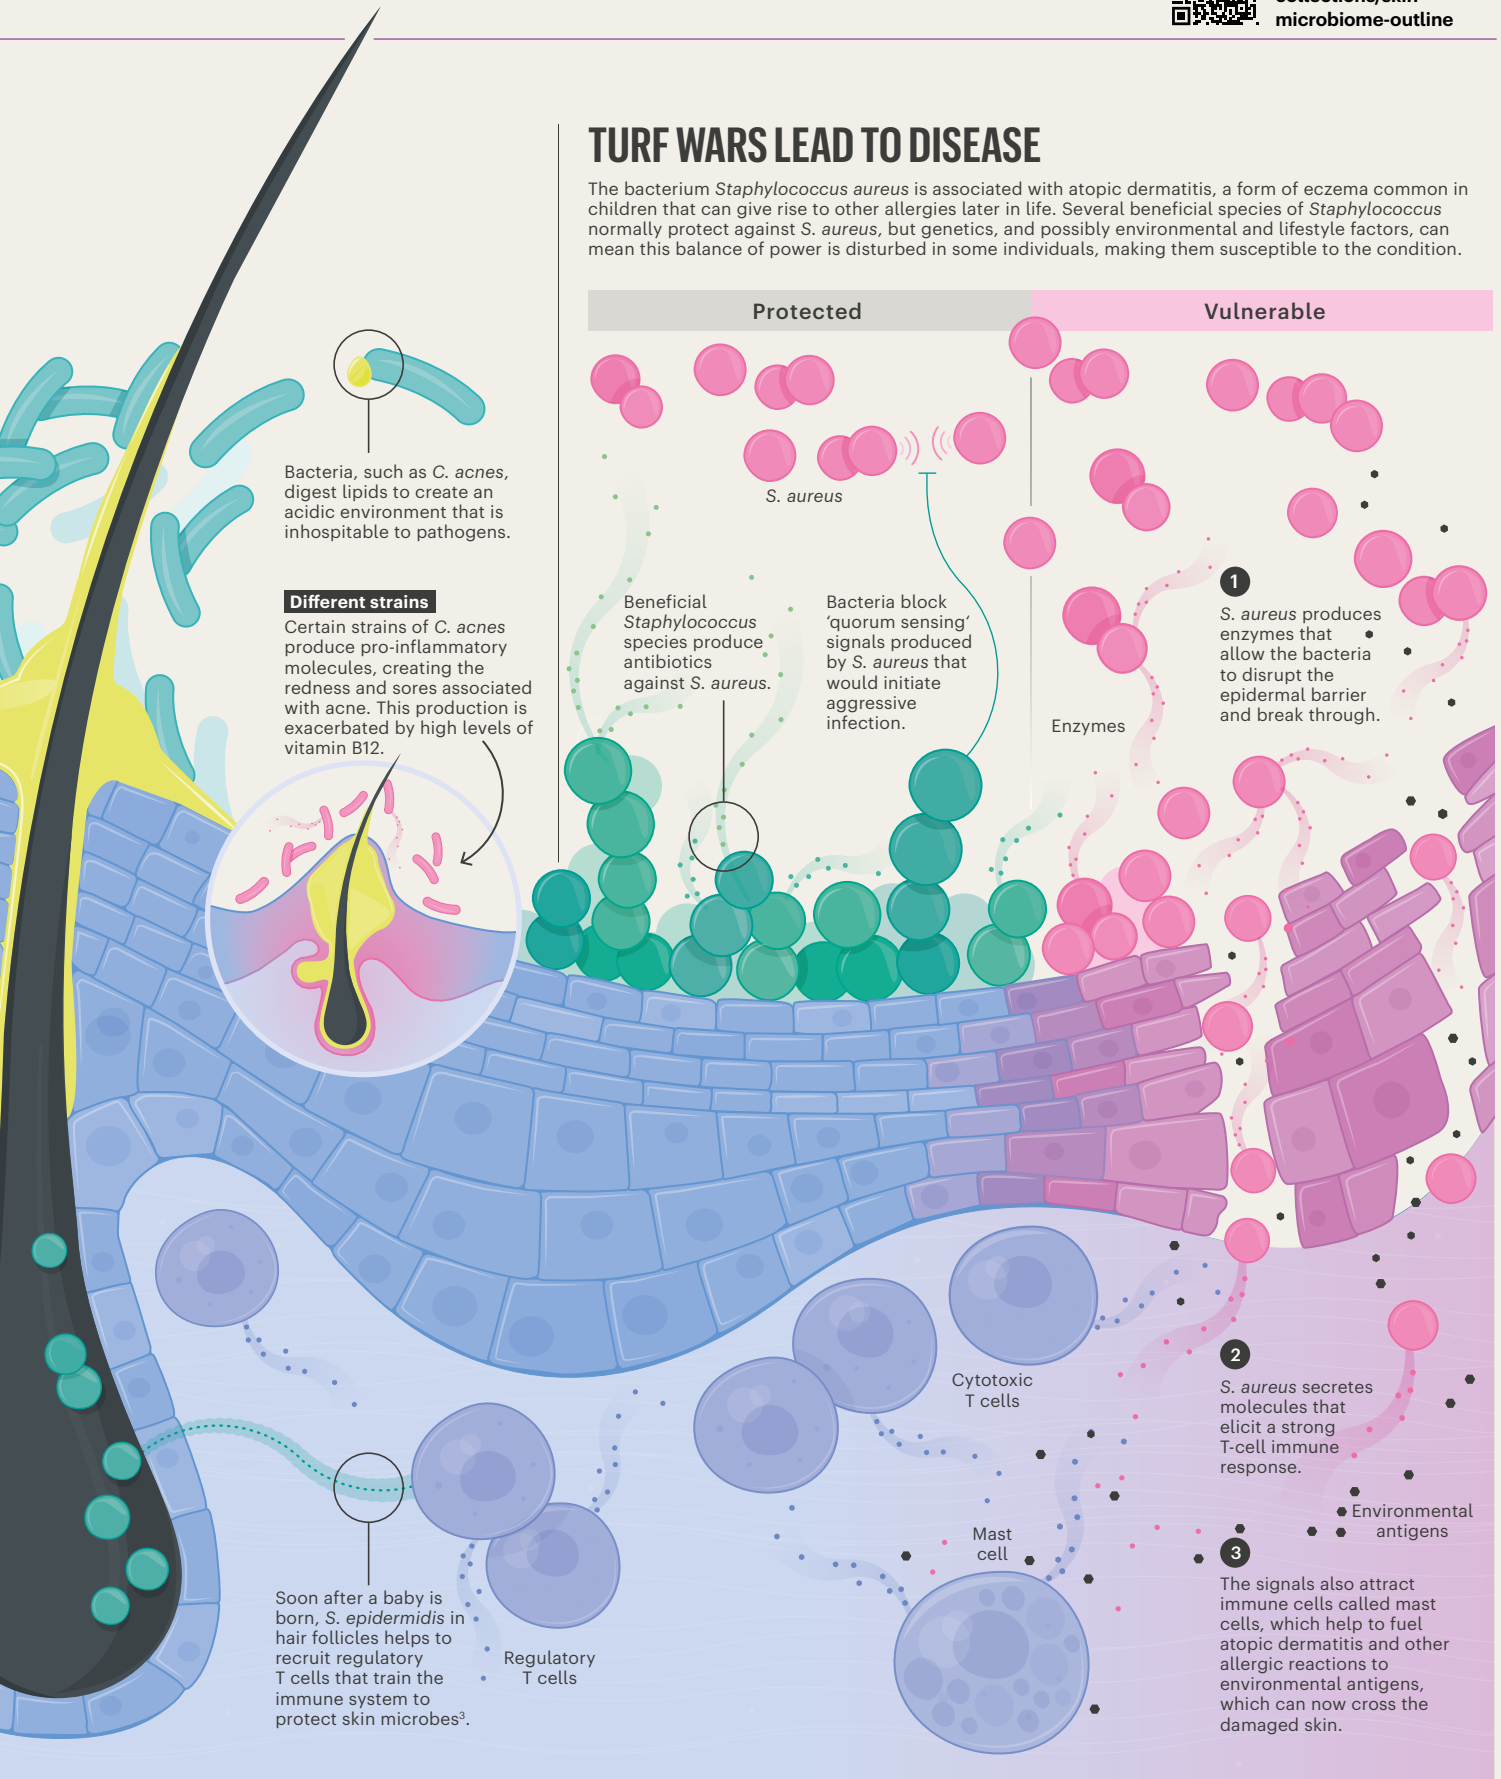 microbiome-outline
TURF WARS LEAD TO DISEASE
The bacterium Staphylococcus aureus is associated with atopic dermatitis, a form of eczema common in
children that can give rise to other allergies later in life. Several beneficial species of Staphylococcus
normally protect against S. aureus, but genetics, and possibly environmental and lifestyle factors, can
mean this balance of power is disturbed in some individuals, making them susceptible to the condition.
Protected
Vulnerable
Bacteria, such as C. acnes,
digest lipids to create an
acidic environment that is
inhospitable to pathogens.
Different strains
Certain strains of C. acnes
produce pro-inflammatory
molecules, creating the
redness and sores associated
with acne. This production is
exacerbated by high levels of
vitamin B12.
S. aureus
Beneficial
Staphylococcus
species produce
antibiotics
against S. aureus.
Bacteria block
‘quorum sensing‘
signals produced
by S. aureus that
would initiate
aggressive
infection.
Enzymes
1
S. aureus produces
enzymes that
allow the bacteria
to disrupt the
epidermal barrier
and break through.
Cytotoxic
T cells
2
S. aureus secretes
molecules that
elicit a strong
T-cell immune
response.
Environmental
antigens
Mast
cell
3
The signals also attract
immune cells called mast
cells, which help to fuel
atopic dermatitis and other
allergic reactions to
environmental antigens,
which can now cross the
damaged skin.
Soon after a baby is
born, S. epidermidis in
hair follicles helps to
recruit regulatory
T cells that train the
immune system to
protect skin microbes³.
Regulatory
T cells